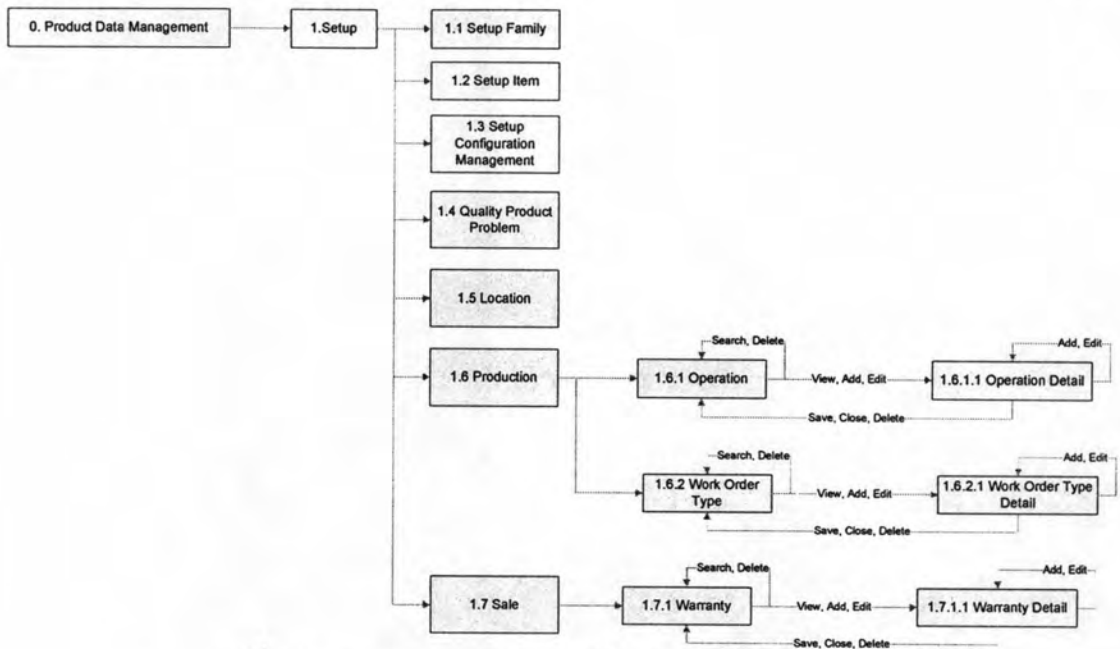 0. Product Data Management
1.Setup
1.1 Setup Family
1.2 Setup Item
1.3 Setup
Configuration
Management
1.4 Quality Product
Problem
1.5 Location
1.6 Production
Search, Delete
1.6.1 Operation
View, Add, Edit
Add, Edit
1.6.1.1 Operation Detail
Save, Close, Delete
Search, Delete
1.6.2 Work Order
Type
View, Add, Edit
Add, Edit
1.6.2.1 Work Order Type
Detail
Save, Close, Delete
1.7 Sale
Search, Delete
1.7.1 Warranty
View, Add, Edit
Add, Edit
1.7.1.1 Warranty Detail
Save, Close, Delete